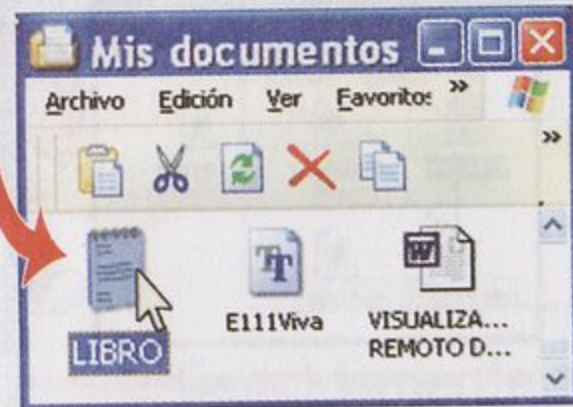 Mis documentos
Archivo Edición Ver Favoritos »
»
LIBRO
E111Viva
VISUALIZA...
REMOTO D...